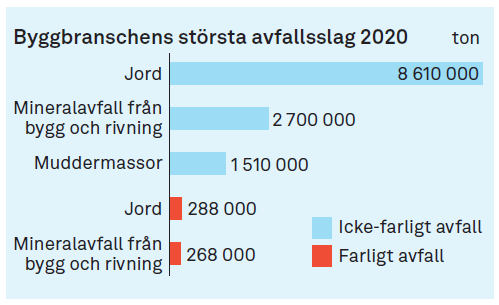 Byggbranschens största avfallsslag 2020 ton
Jord 8 610 000
Mineralavfall från
bygg och rivning 2 700 000
Muddermassor 1 510 000
Jord 288 000
Mineralavfall från
bygg och rivning 268 000
Icke-farligt avfall
Farligt avfall